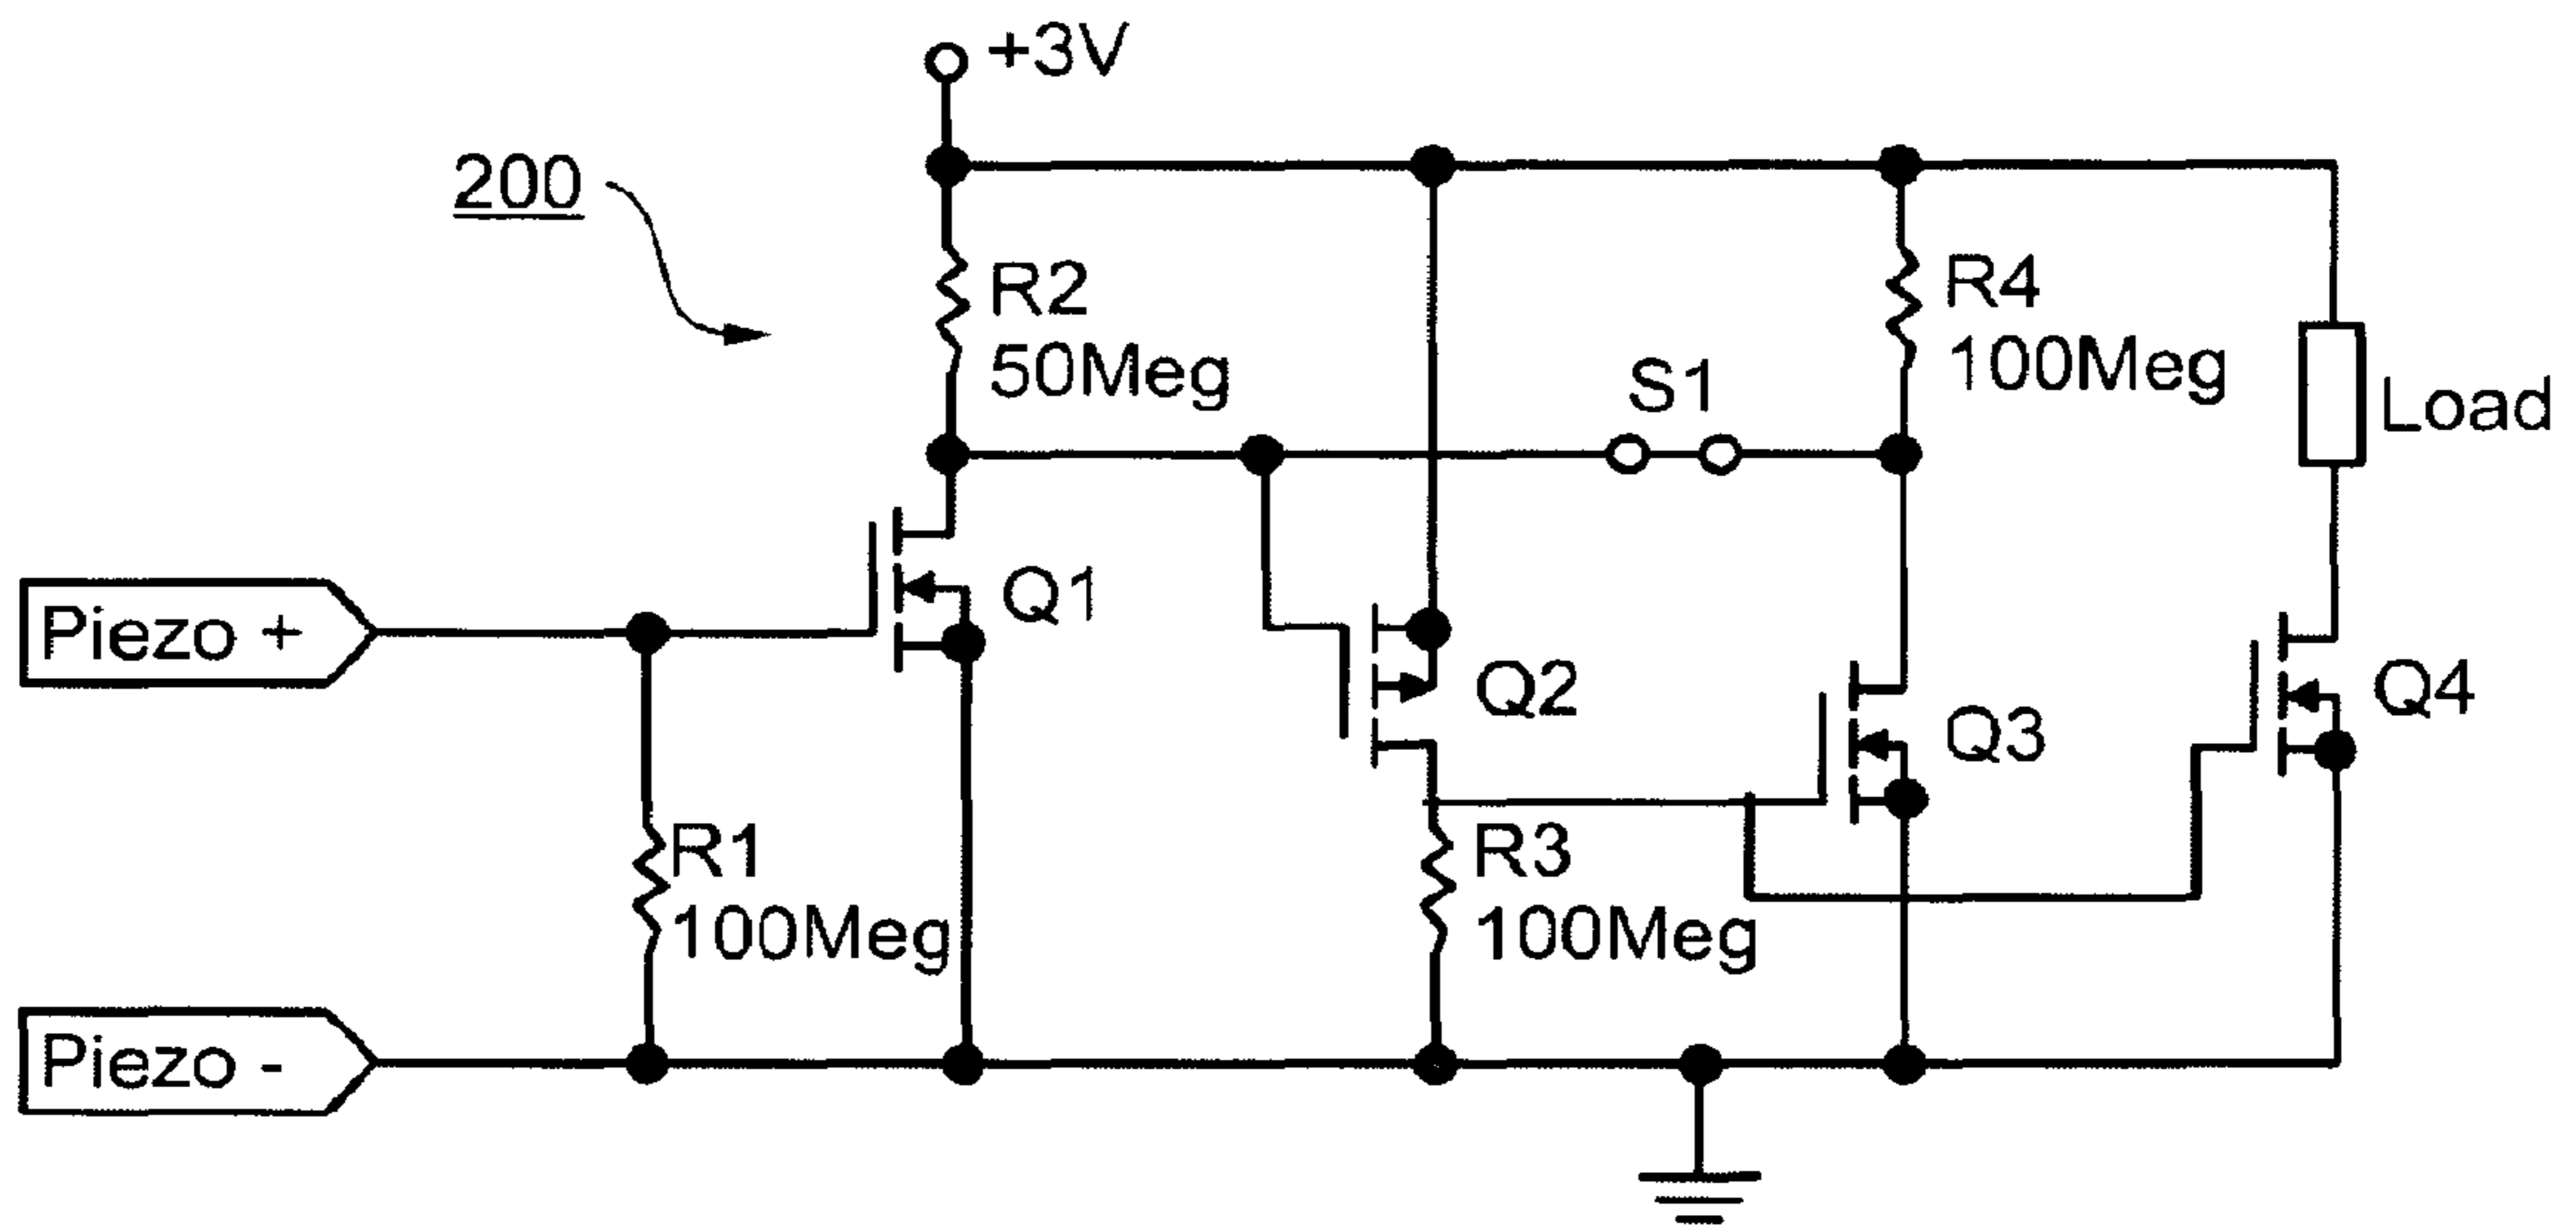 +3V
200
R2
50Meg
R4
100Meg
S1
Load
Piezo +
Q1
Q2
Q3
Q4
R1
100Meg
R3
100Meg
Piezo -